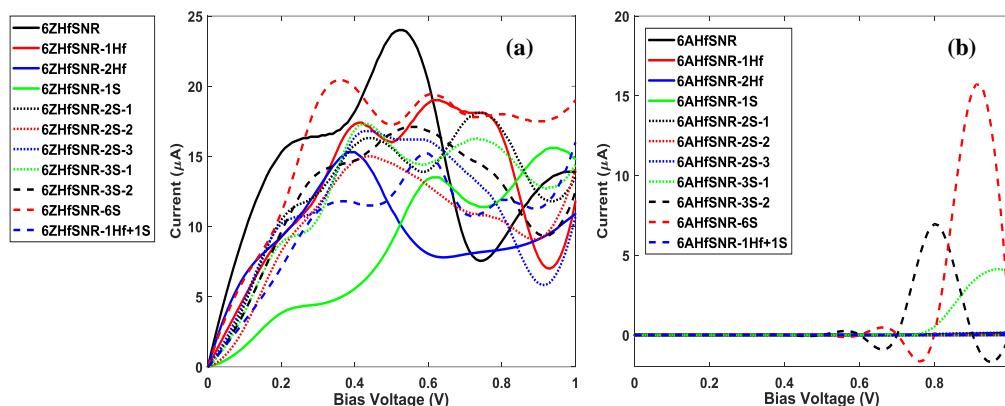 6ZHfSNR
6ZHfSNR-1Hf
6ZHfSNR-2Hf
6ZHfSNR-1S
6ZHfSNR-2S-1
6ZHfSNR-2S-2
6ZHfSNR-2S-3
6ZHfSNR-3S-1
6ZHfSNR-3S-2
6ZHfSNR-6S
6ZHfSNR-1Hf+1S
Current (μA)
25
20
15
10
5
0
(a)
0 0.2 0.4 0.6 0.8 1
Bias Voltage (V)
Current (μA)
20
15
10
5
0
(b)
6AHfSNR
6AHfSNR-1Hf
6AHfSNR-2Hf
6AHfSNR-1S
6AHfSNR-2S-1
6AHfSNR-2S-2
6AHfSNR-2S-3
6AHfSNR-3S-1
6AHfSNR-3S-2
6AHfSNR-6S
6AHfSNR-1Hf+1S
0 0.2 0.4 0.6 0.8
Bias Voltage (V)